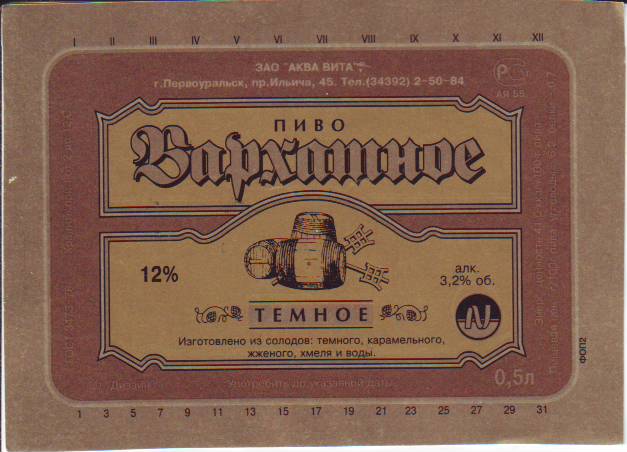 I II III IV V VI VII VIII IX X XI XII
ЗАО "АКВА ВИТА",
г.Первоуральск, пр.Ильича, 45. Тел.(34392) 2-50-84
АЯ 55
ПИВО
Бархатное
12%
алк.
3,2% об.
ТЕМНОЕ
Изготовлено из солодов: темного, карамельного,
жженого, хмеля и воды.
Дизайн
Употребить до указанной даты
0,5л
ФОП2
1 3 5 7 9 11 13 15 17 19 21 23 25 27 29 31